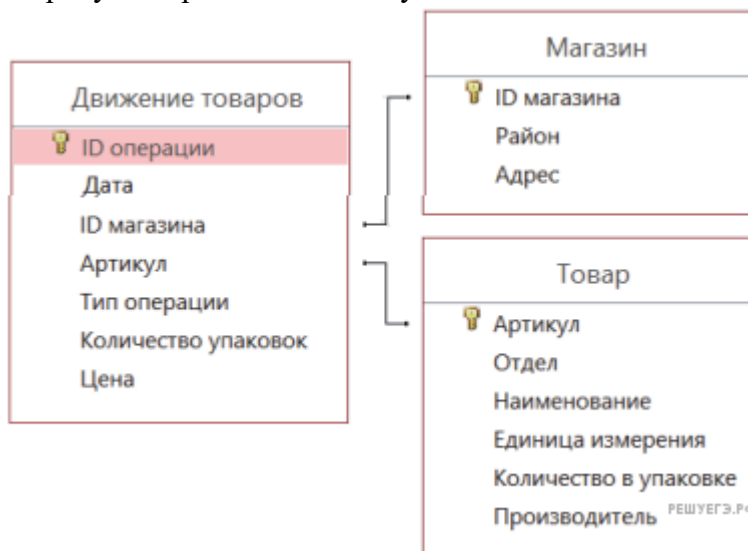 Движение товаров
ID операции
Дата
ID магазина
Артикул
Тип операции
Количество упаковок
Цена
Магазин
ID магазина
Район
Адрес
Товар
Артикул
Отдел
Наименование
Единица измерения
Количество в упаковке
Производитель